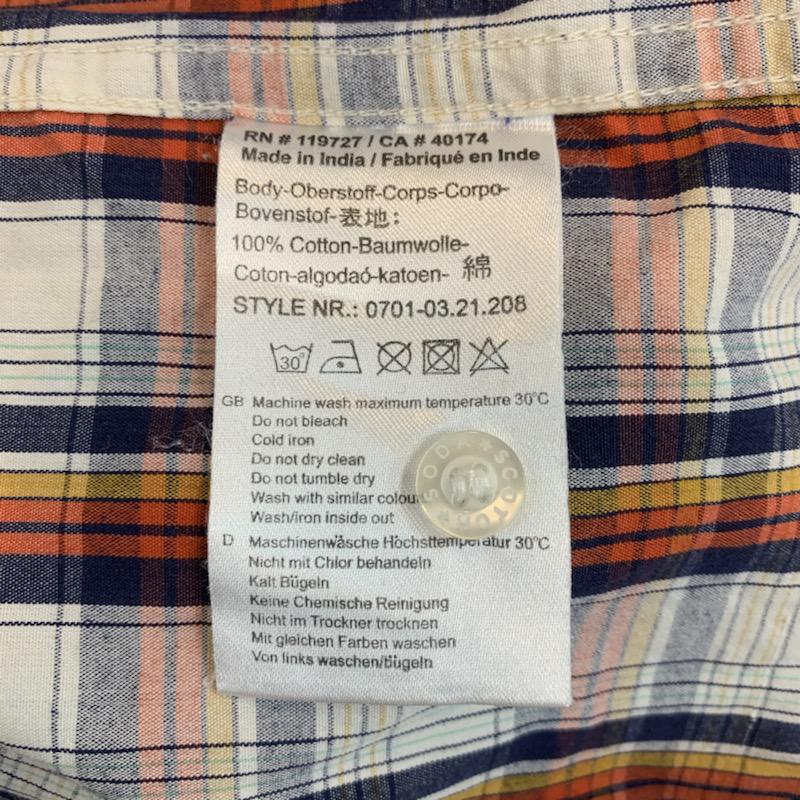 RN # 119727 / CA # 40174
Made in India / Fabriqué en Inde
Body-Oberstoff-Corps-Corpo-
Bovenstof-表地:
100% Cotton-Baumwolle-
Coton-algodaó-katoen- 綿
STYLE NR.: 0701-03.21.208
30°
GB Machine wash maximum temperature 30°C
Do not bleach
Cold iron
Do not dry clean
Do not tumble dry
Wash with similar colou
Wash/iron inside out
SCOTCH ★ SODA ★
D Maschinenwäsche Höchsttemperatur 30°C
Nicht mit Chlor behandeln
Kalt Bügeln
Keine Chemische Reinigung
Nicht im Trockner trocknen
Mit gleichen Farben waschen
Von links waschen/bügeln